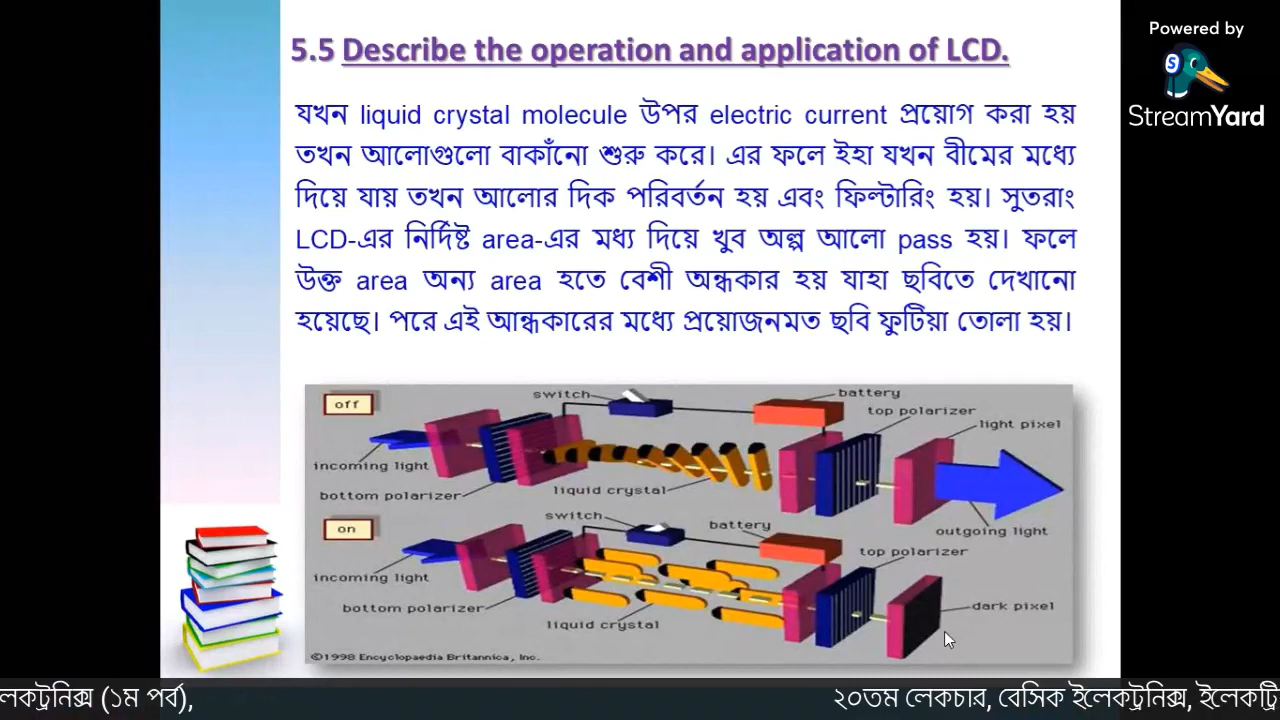 Powered by
StreamYard
5.5 Describe the operation and application of LCD.
যখন liquid crystal molecule উপর electric current প্রয়োগ করা হয়
তখন আলোগুলো বাকাঁনো শুরু করে। এর ফলে ইহা যখন বীমের মধ্যে
দিয়ে যায় তখন আলোর দিক পরিবর্তন হয় এবং ফিল্টারিং হয়। সুতরাং
LCD-এর নির্দিষ্ট area-এর মধ্য দিয়ে খুব অল্প আলো pass হয়। ফলে
উক্ত area অন্য area হতে বেশী অন্ধকার হয় যাহা ছবিতে দেখানো
হয়েছে। পরে এই আন্ধকারের মধ্যে প্রয়োজনমত ছবি ফুটিয়া তোলা হয়।
off
switch
battery
top polarizer
light pixel
incoming light
bottom polarizer
liquid crystal
outgoing light
on
switch
battery
top polarizer
incoming light
bottom polarizer
liquid crystal
dark pixel
©1998 Encyclopaedia Britannica, Inc.
লেকট্রনিক্স (১ম পর্ব), ২০তম লেকচার, বেসিক ইলেকট্রনিক্স, ইলেকট্রি